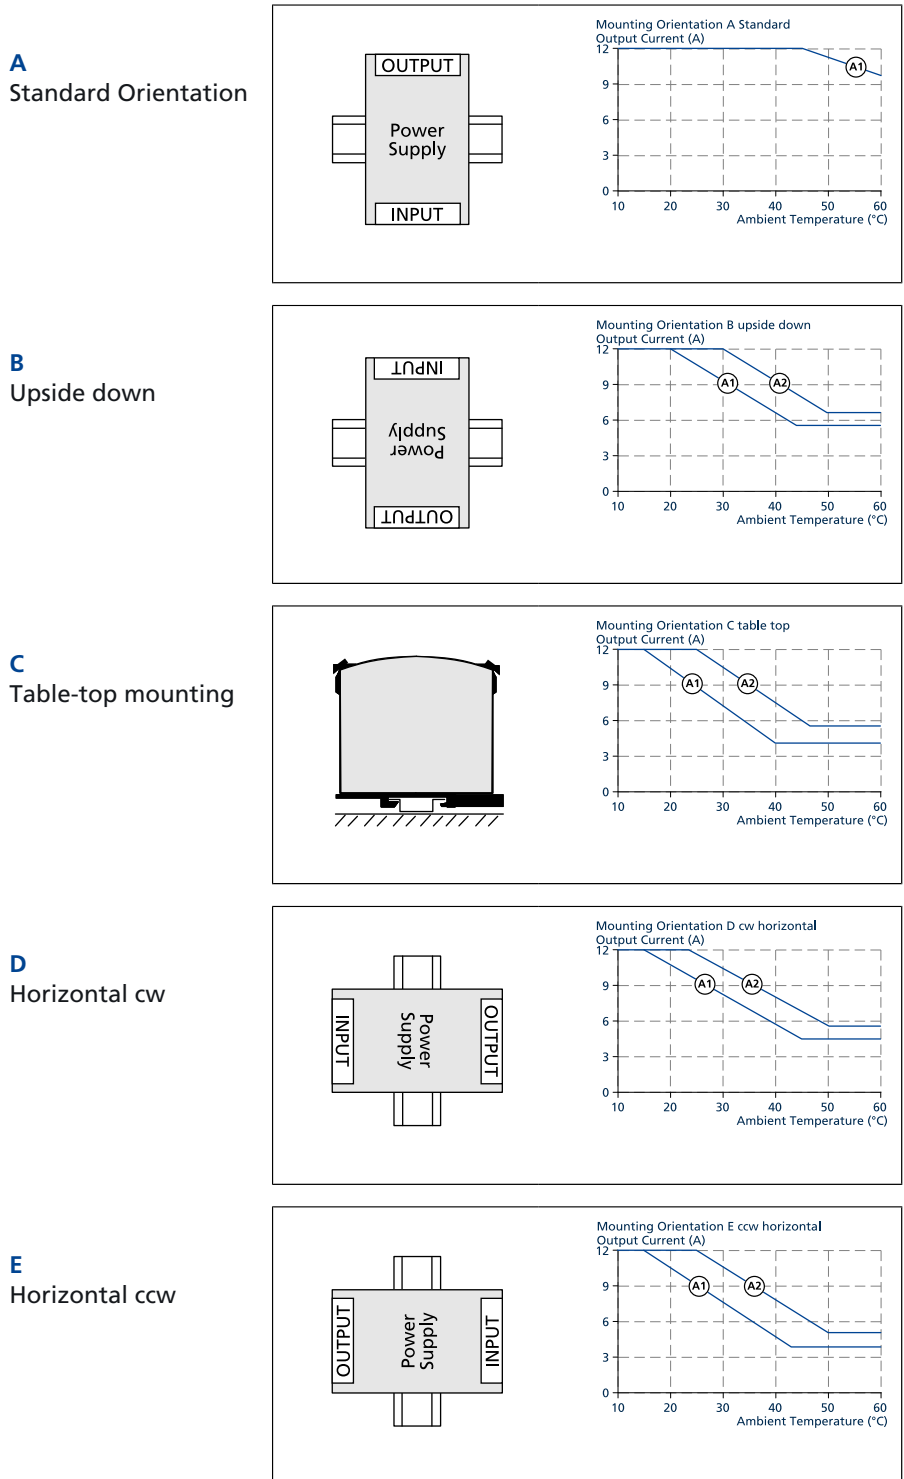 A
Standard Orientation
OUTPUT
Power
Supply
INPUT
Mounting Orientation A Standard
Output Current (A)
12
A1
9
6
3
0
10 20 30 40 50 60
Ambient Temperature (°C)
B
Upside down
INPUT
Power
Supply
OUTPUT
Mounting Orientation B upside down
Output Current (A)
12
9
A1 A2
6
3
0
10 20 30 40 50 60
Ambient Temperature (°C)
C
Table-top mounting
Mounting Orientation C table top
Output Current (A)
12
9
A1 A2
6
3
0
10 20 30 40 50 60
Ambient Temperature (°C)
D
Horizontal cw
INPUT
Power
Supply
OUTPUT
Mounting Orientation D cw horizontal
Output Current (A)
12
9
A1 A2
6
3
0
10 20 30 40 50 60
Ambient Temperature (°C)
E
Horizontal ccw
OUTPUT
Power
Supply
INPUT
Mounting Orientation E ccw horizontal
Output Current (A)
12
9
A1 A2
6
3
0
10 20 30 40 50 60
Ambient Temperature (°C)